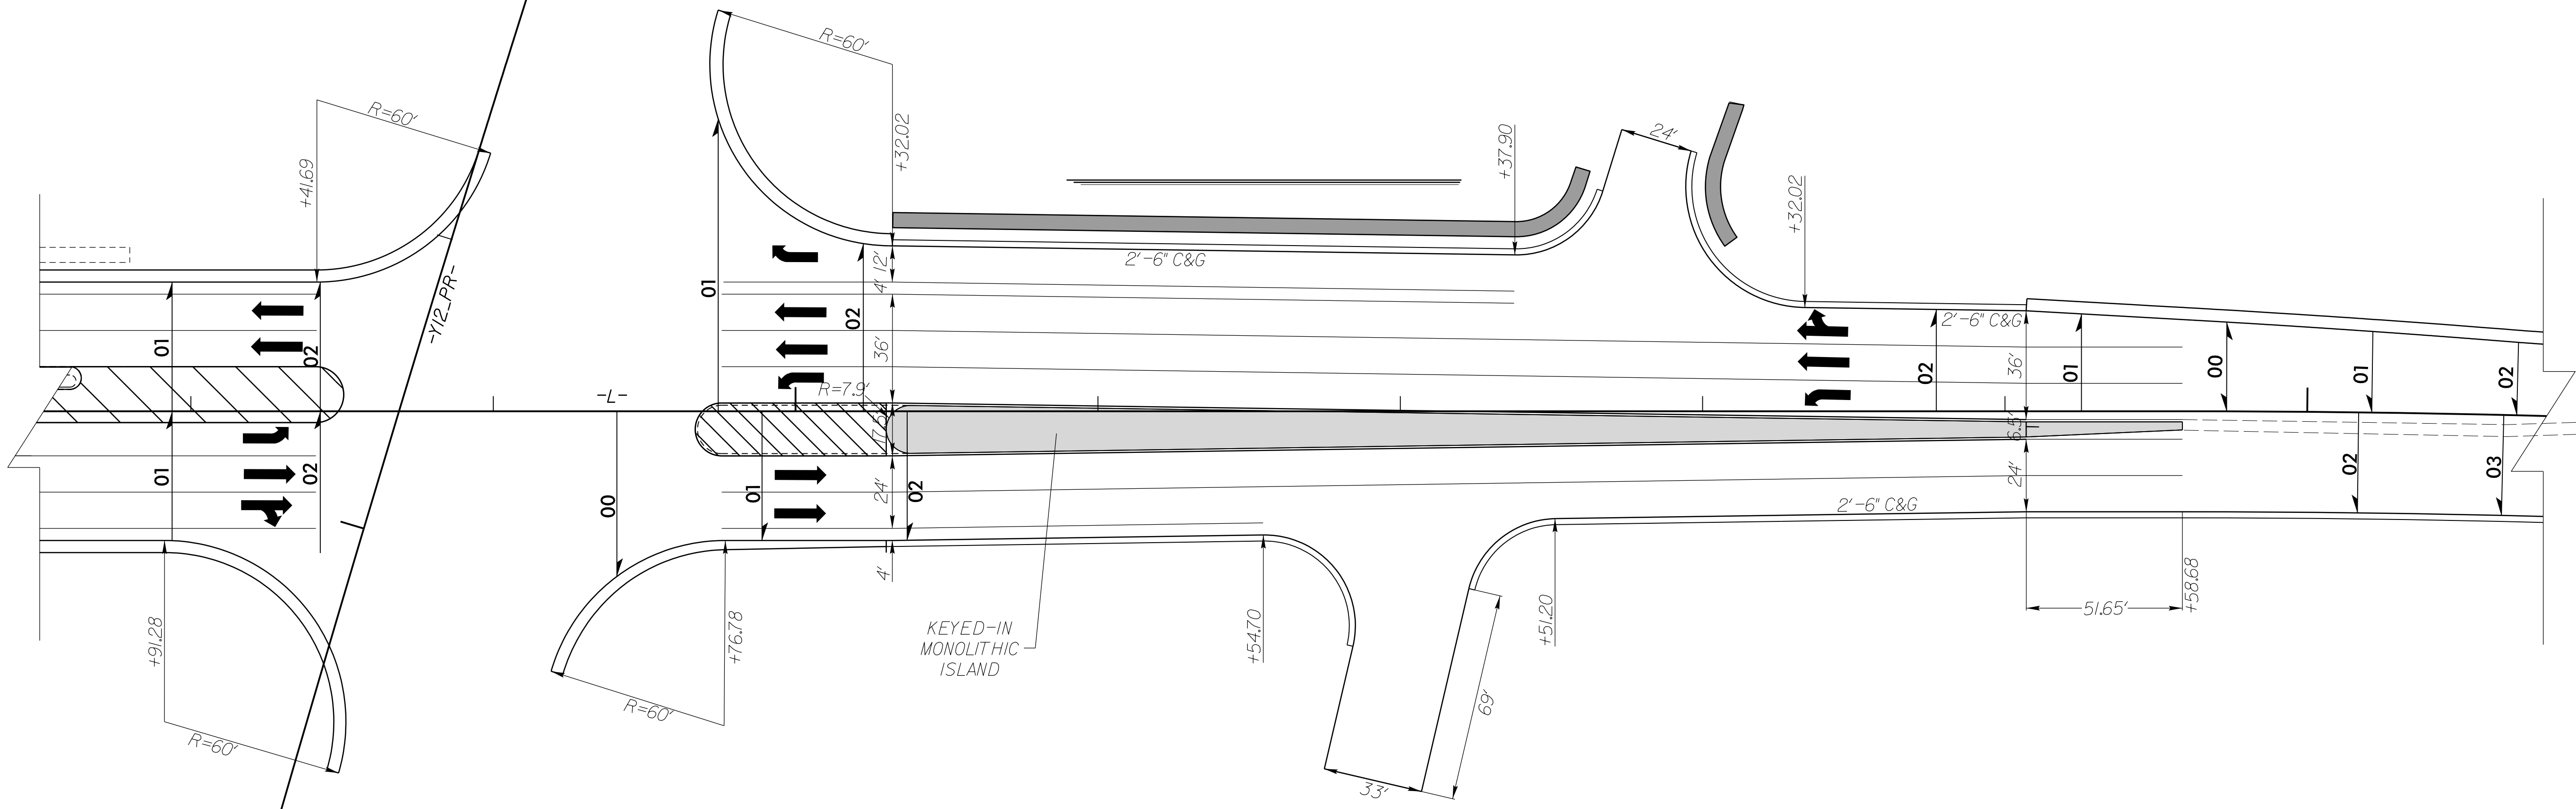 R=60'
+41.69
-Y12_PR-
01
02
01
02
+91.28
R=60'
R=60'
+32.02
01
02
12'
4'
36'
R=7.9'
17.5'
-L-
00
01
24'
02
4'
+76.78
R=60'
2'-6" C&G
KEYED-IN
MONOLITHIC
ISLAND
+37.90
24'
+32.02
+54.70
33'
69'
+51.20
02
2'-6" C&G
36'
01
00
01
02
6.5'
24'
2'-6" C&G
02
03
51.65'
+58.68